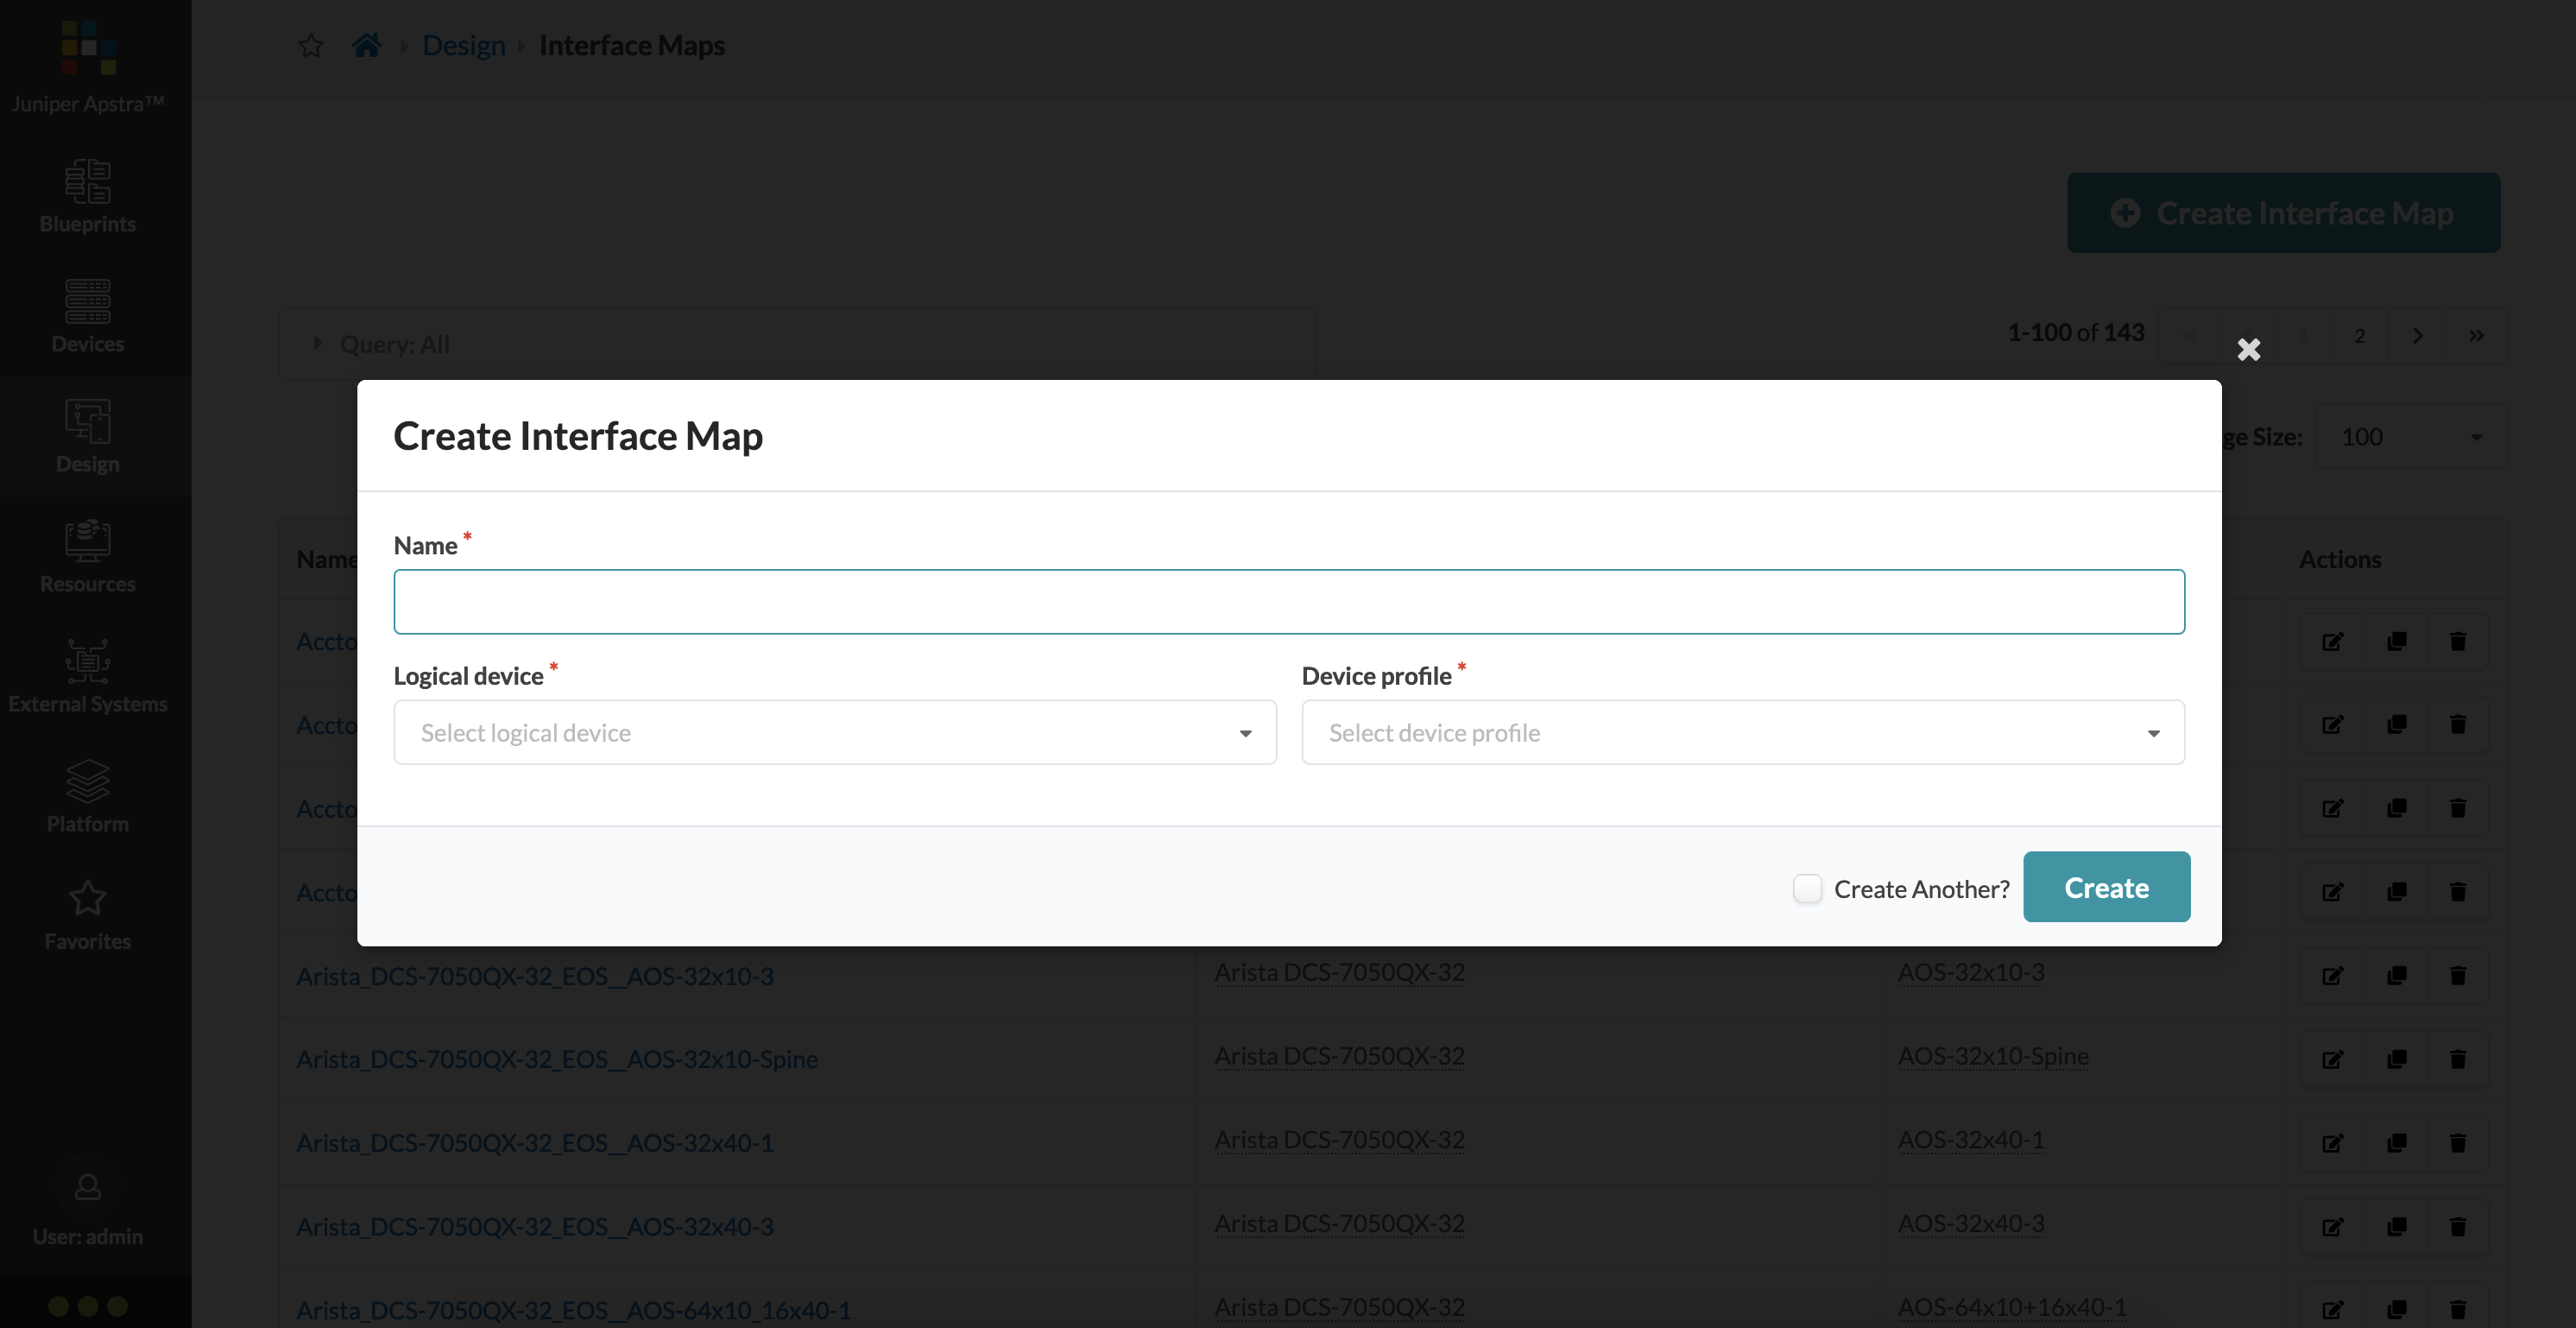 Juniper Apstra™
Blueprints
Devices
Design
Resources
External Systems
Platform
Favorites
User: admin
Design Interface Maps
Create Interface Map
Query: All
1-100 of 143
1 2
ge Size: 100
Create Interface Map
Name *
Logical device * Device profile *
Select logical device Select device profile
Create Another? Create
Name Actions
Accto
Accto
Accto
Accto
Arista_DCS-7050QX-32_EOS__AOS-32x10-3 Arista DCS-7050QX-32 AOS-32x10-3
Arista_DCS-7050QX-32_EOS__AOS-32x10-Spine Arista DCS-7050QX-32 AOS-32x10-Spine
Arista_DCS-7050QX-32_EOS__AOS-32x40-1 Arista DCS-7050QX-32 AOS-32x40-1
Arista_DCS-7050QX-32_EOS__AOS-32x40-3 Arista DCS-7050QX-32 AOS-32x40-3
Arista_DCS-7050QX-32_EOS__AOS-64x10_16x40-1 Arista DCS-7050QX-32 AOS-64x10+16x40-1